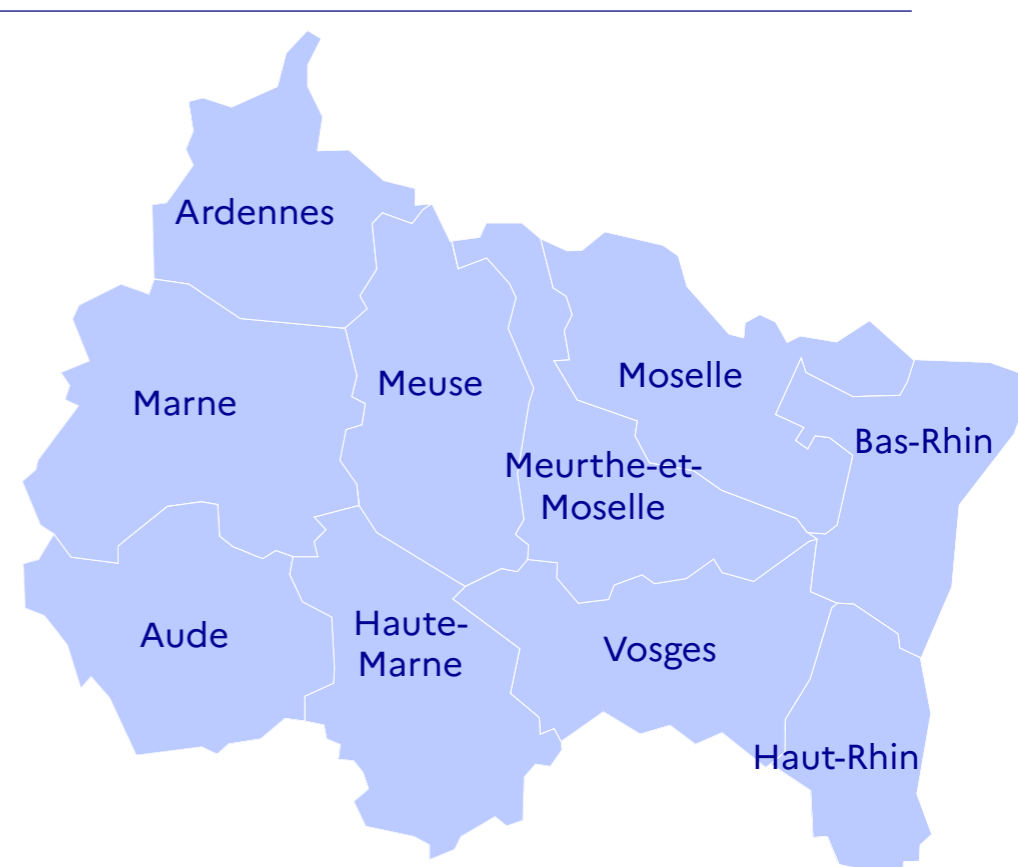 Ardennes
Marne
Meuse
Moselle
Bas-Rhin
Meurthe-et-
Moselle
Aude
Haute-
Marne
Vosges
Haut-Rhin